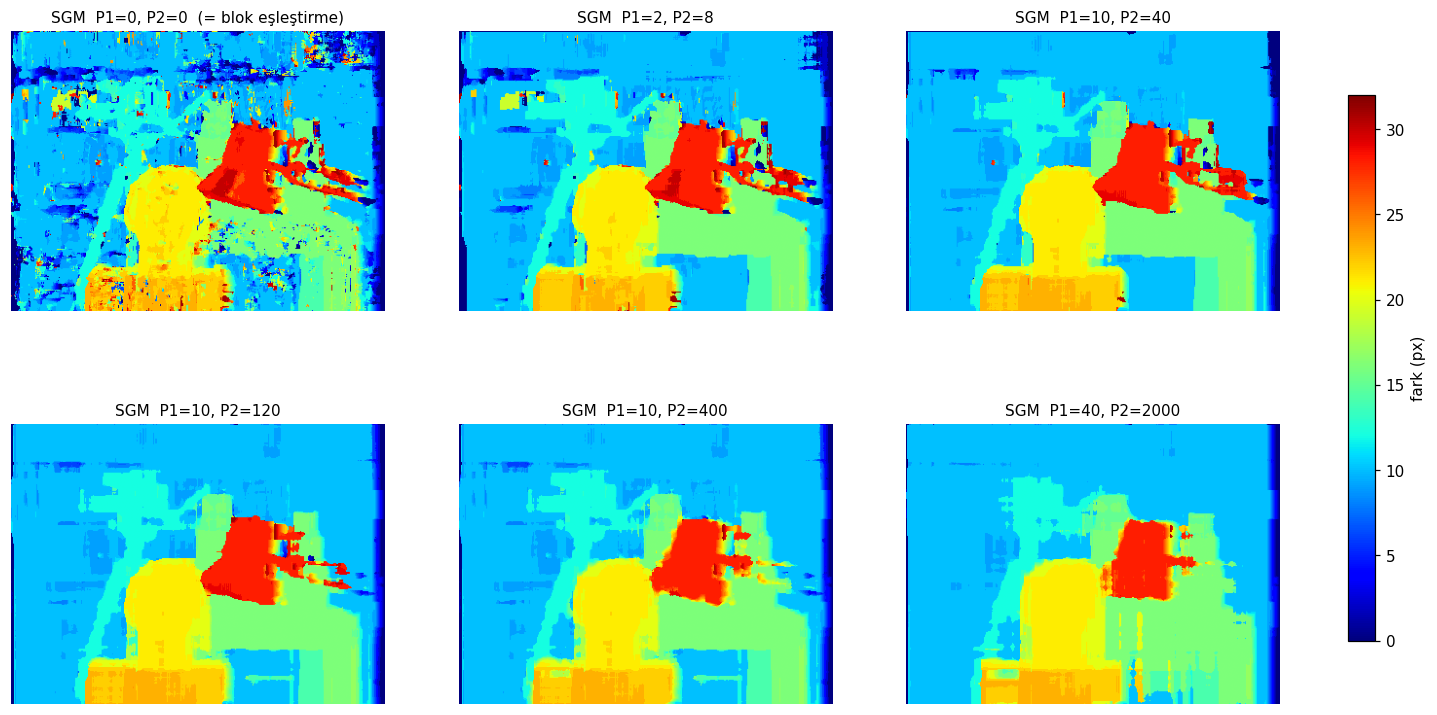 SGM  P1=0, P2=0  (= blok eşleştirme)
SGM  P1=2, P2=8
SGM  P1=10, P2=40
30
25
20
15
10
5
0
fark (px)
SGM  P1=10, P2=120
SGM  P1=10, P2=400
SGM  P1=40, P2=2000